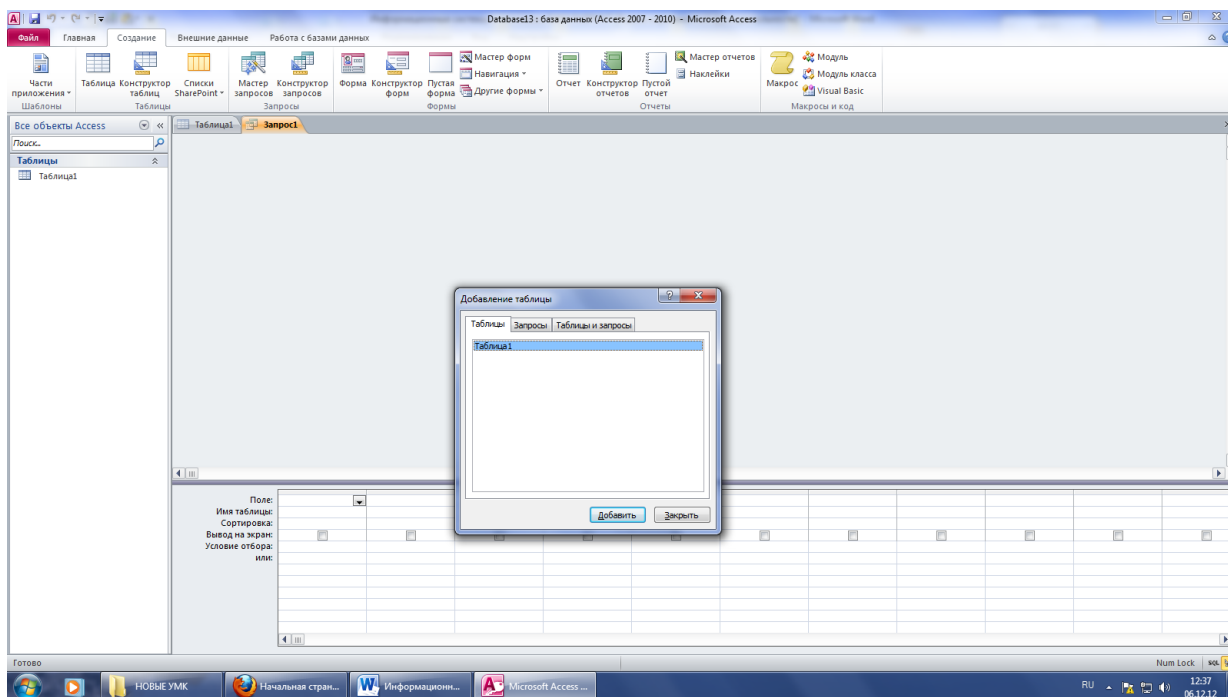 Database13 : база данных (Access 2007 - 2010) - Microsoft Access
Файл Главная Создание Внешние данные Работа с базами данных
Части приложения
Таблица
Конструктор таблиц
Списки SharePoint
Мастер запросов
Конструктор запросов
Форма
Конструктор форм
Пустая форма
Мастер форм
Навигация
Другие формы
Отчет
Конструктор отчетов
Пустой отчет
Мастер отчетов
Наклейки
Макрос
Модуль
Модуль класса
Visual Basic
Шаблоны Таблицы Запросы Формы Отчеты Макросы и код
Все объекты Access
Таблица1 Запрос1
Поиск...
Таблицы
Таблица1
Добавление таблицы
Таблицы Запросы Таблицы и запросы
Таблица1
Добавить Закрыть
Поле:
Имя таблицы:
Сортировка:
Вывод на экран:
Условие отбора:
или:
Готово
Num Lock SQL
НОВЫЕ УМК
Начальная стран...
Информационн...
Microsoft Access ...
RU
12:37
06.12.17